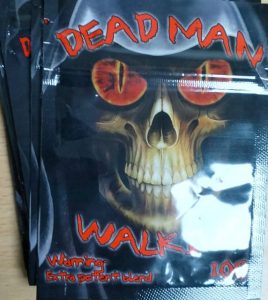 DEAD MAN
WALK
Warning:
Extra potent blend
10